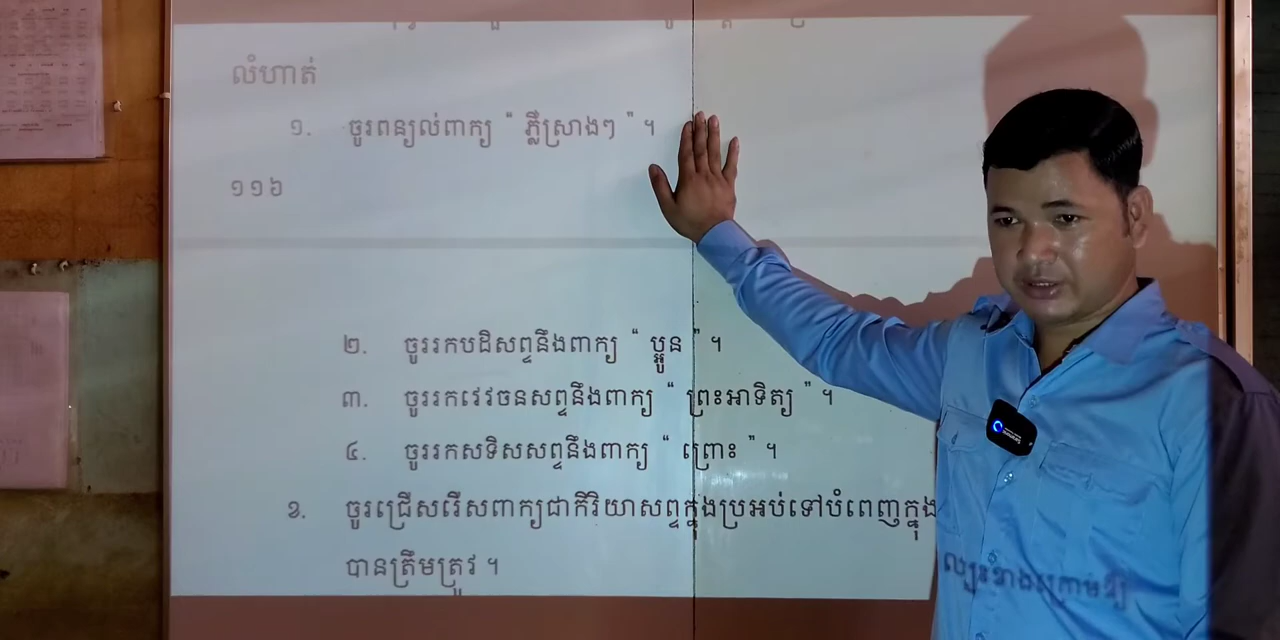 លំហាត់
១. ចូរពន្យល់ពាក្យ “ ភ្លឺស្រាងៗ ” ។
១១៦
២. ចូររកបដិសព្ទនឹងពាក្យ “ ប្អូន ” ។
៣. ចូររកវេវចនសព្ទនឹងពាក្យ “ ព្រះអាទិត្យ ” ។
៤. ចូររកសទិសសព្ទនឹងពាក្យ “ ព្រោះ ” ។
ខ. ចូរជ្រើសរើសពាក្យជាកិរិយាសព្ទក្នុងប្រអប់ទៅបំពេញក្នុង
បានត្រឹមត្រូវ ។